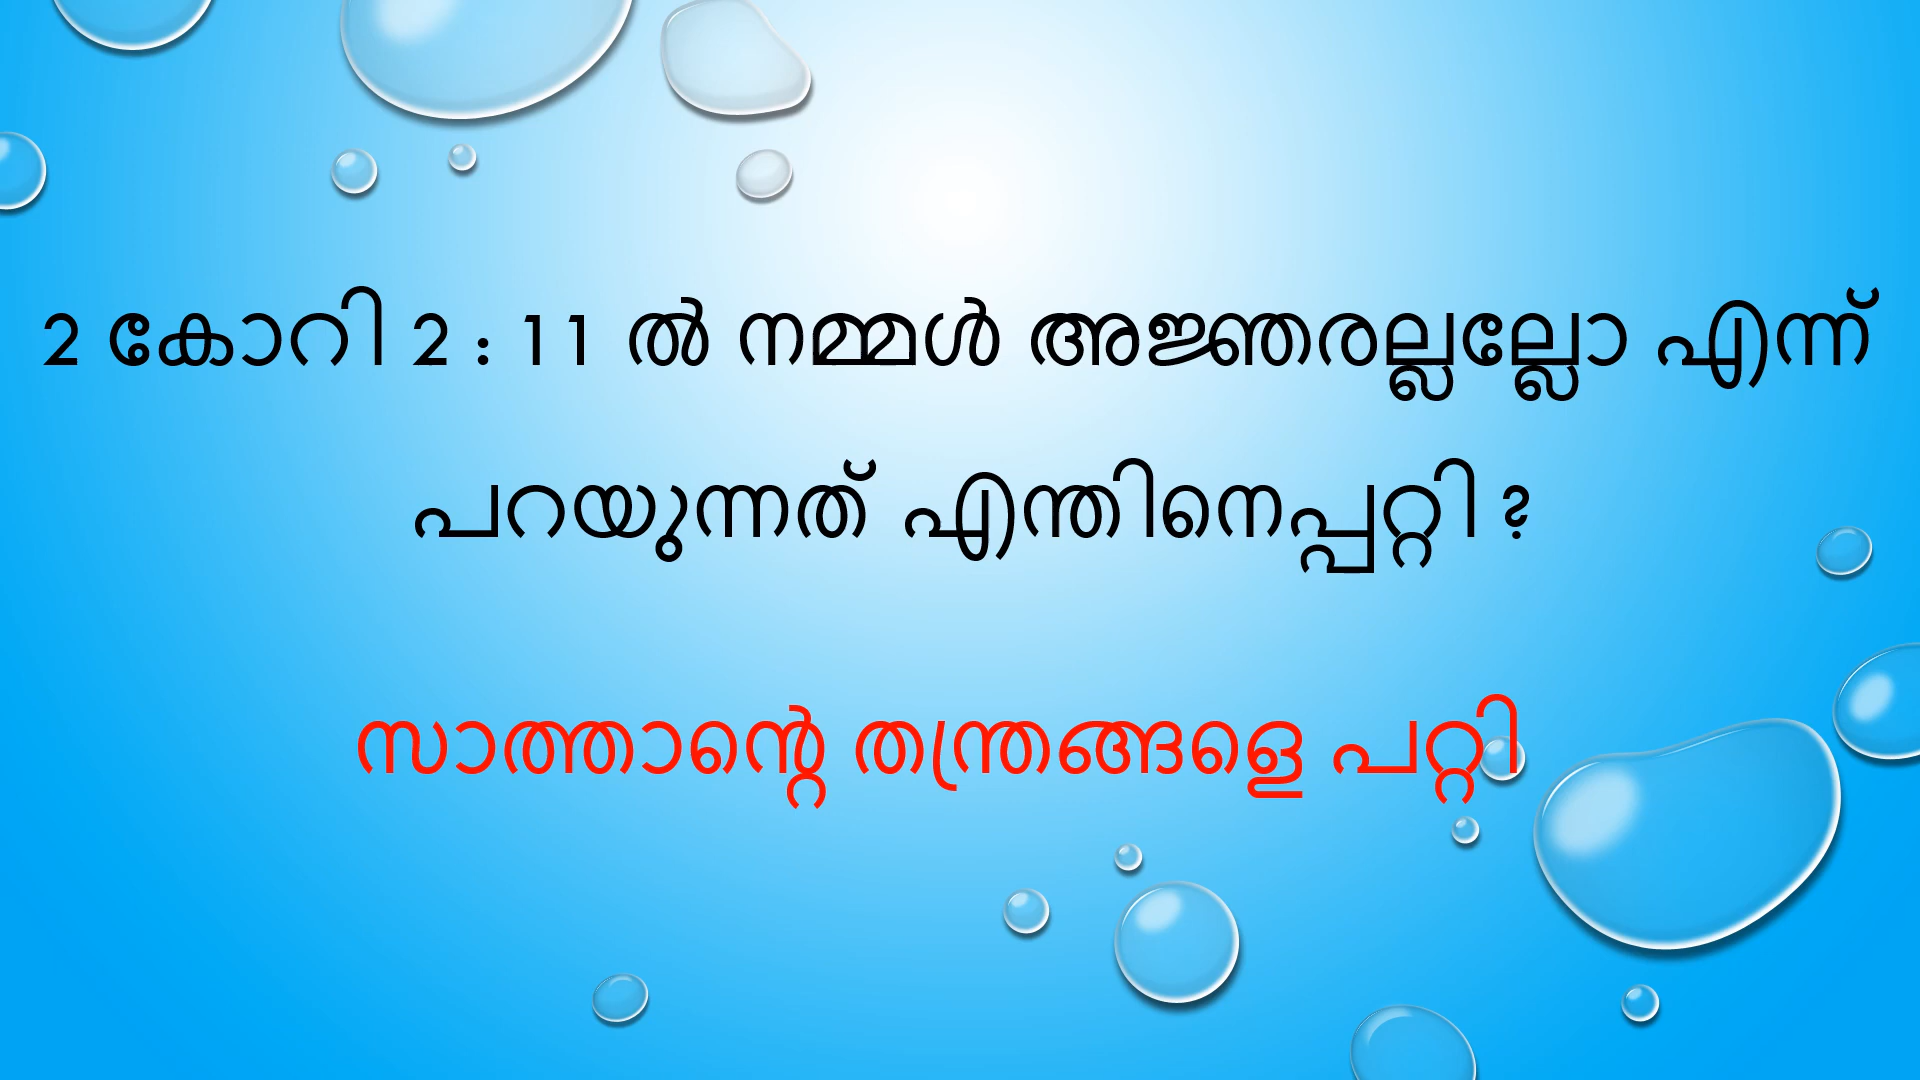 2 കോറി 2 : 11 ൽ നമ്മൾ അജ്ഞരല്ലല്ലോ എന്ന്
പറയുന്നത് എന്തിനെപ്പറ്റി ?
സാത്താന്റെ തന്ത്രങ്ങളെ പറ്റി